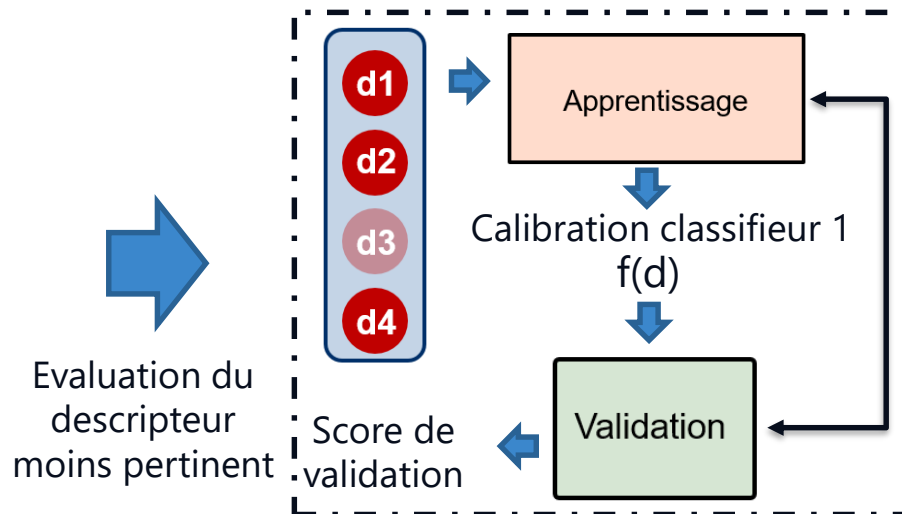 d1
d2
d3
d4
Apprentissage
Calibration classifieur 1
f(d)
Validation
Score de
validation
Evaluation du
descripteur
moins pertinent